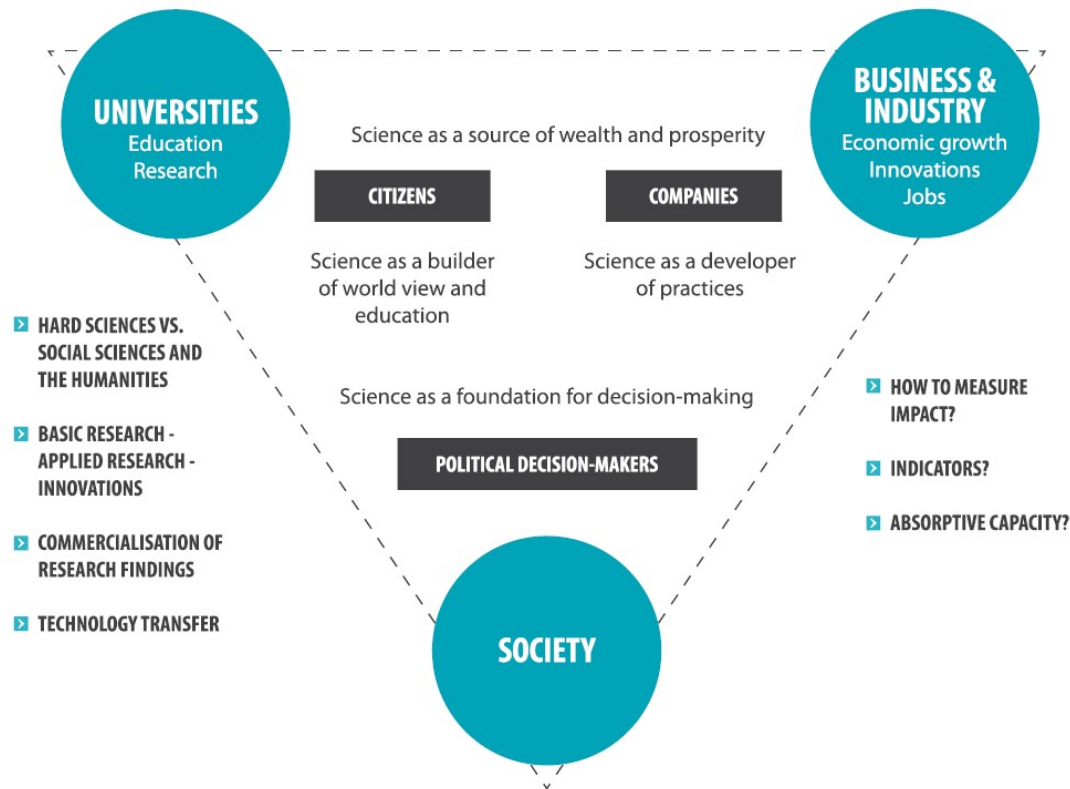 UNIVERSITIES
Education
Research
BUSINESS &
INDUSTRY
Economic growth
Innovations
Jobs
Science as a source of wealth and prosperity
CITIZENS
COMPANIES
Science as a builder
of world view and
education
Science as a developer
of practices
Science as a foundation for decision-making
POLITICAL DECISION-MAKERS
HARD SCIENCES VS.
SOCIAL SCIENCES AND
THE HUMANITIES
BASIC RESEARCH -
APPLIED RESEARCH -
INNOVATIONS
COMMERCIALISATION OF
RESEARCH FINDINGS
TECHNOLOGY TRANSFER
HOW TO MEASURE
IMPACT?
INDICATORS?
ABSORPTIVE CAPACITY?
SOCIETY